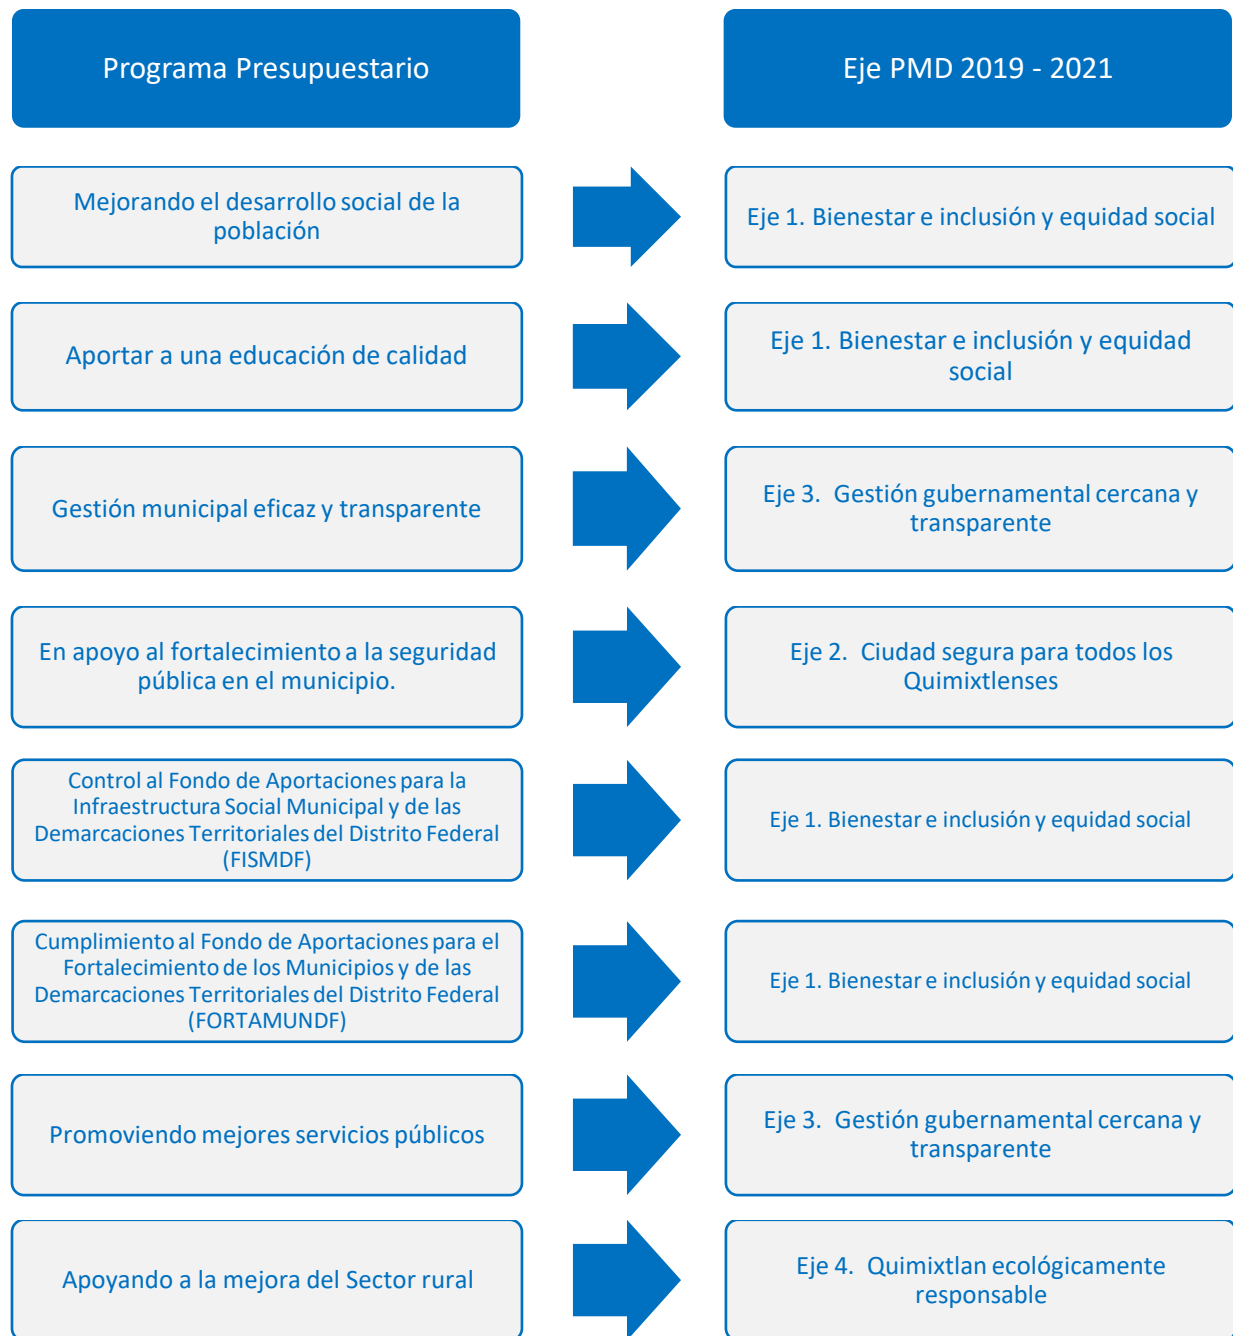 Programa Presupuestario
Eje PMD 2019 - 2021
Mejorando el desarrollo social de la
población
Eje 1. Bienestar e inclusión y equidad social
Aportar a una educación de calidad
Eje 1. Bienestar e inclusión y equidad
social
Gestión municipal eficaz y transparente
Eje 3. Gestión gubernamental cercana y
transparente
En apoyo al fortalecimiento a la seguridad
pública en el municipio.
Eje 2. Ciudad segura para todos los
Quimixtlenses
Control al Fondo de Aportaciones para la
Infraestructura Social Municipal y de las
Demarcaciones Territoriales del Distrito Federal
(FISMDF)
Eje 1. Bienestar e inclusión y equidad social
Cumplimiento al Fondo de Aportaciones para el
Fortalecimiento de los Municipios y de las
Demarcaciones Territoriales del Distrito Federal
(FORTAMUNDF)
Eje 1. Bienestar e inclusión y equidad social
Promoviendo mejores servicios públicos
Eje 3. Gestión gubernamental cercana y
transparente
Apoyando a la mejora del Sector rural
Eje 4. Quimixtlan ecológicamente
responsable